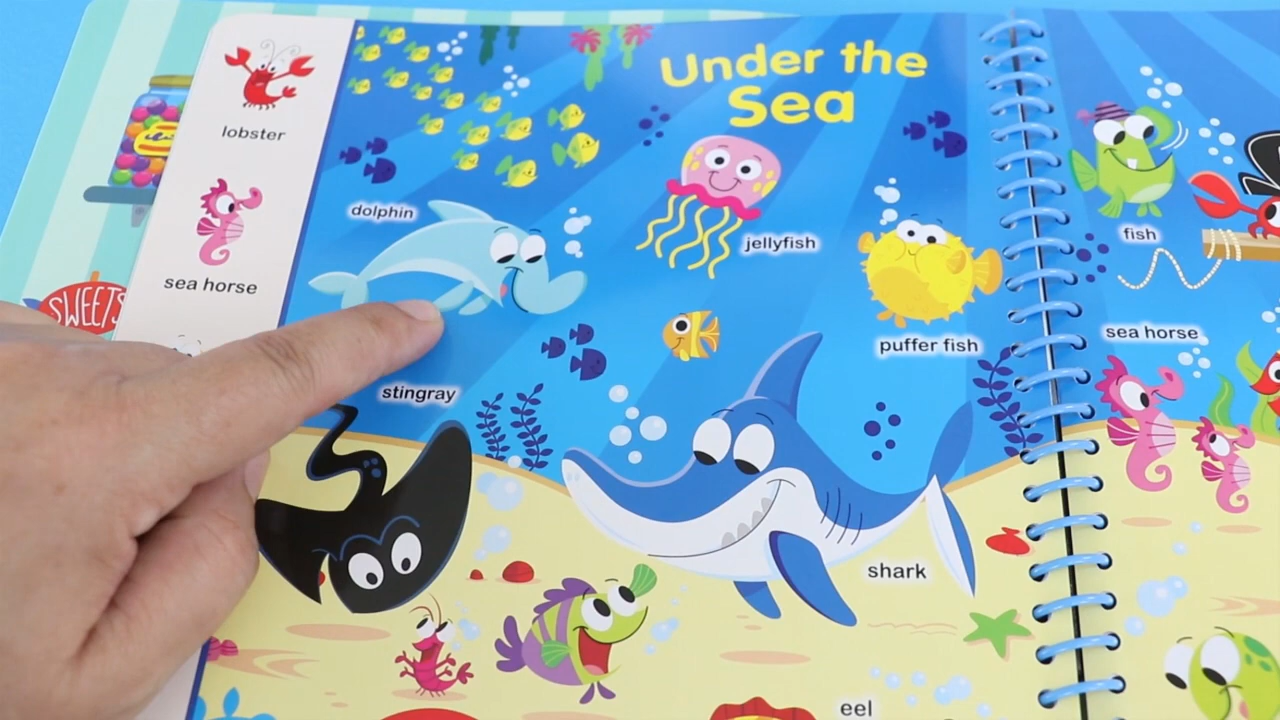 Under the
Sea
lobster
sea horse
SWEETS
dolphin
jellyfish
puffer fish
stingray
shark
eel
fish
sea horse